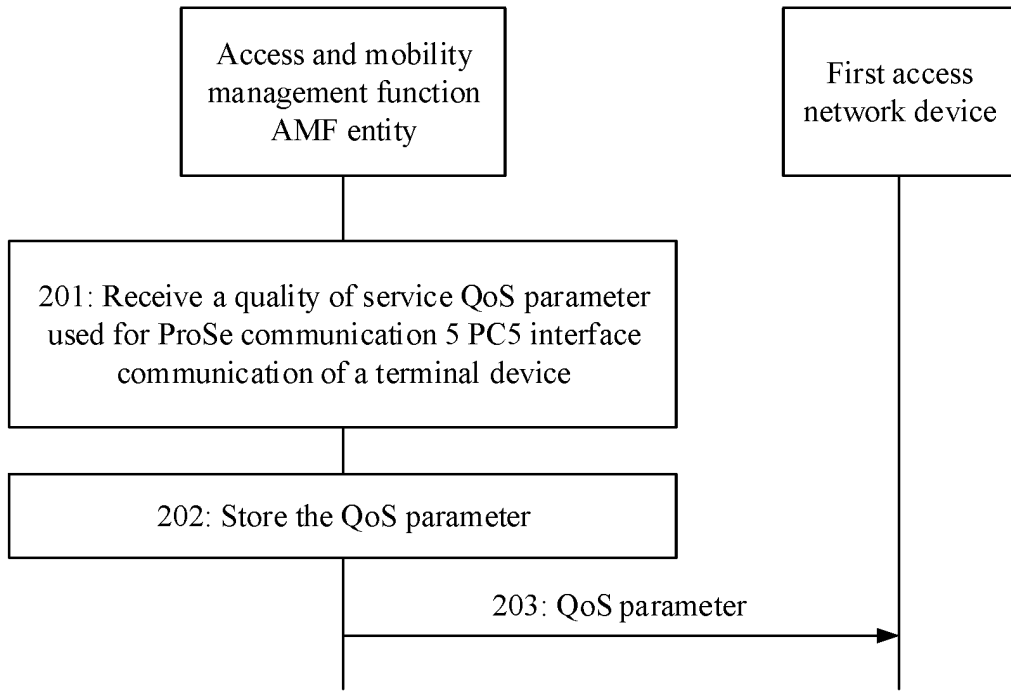 Access and mobility
management function
AMF entity
First access
network device
201: Receive a quality of service QoS parameter
used for ProSe communication 5 PC5 interface
communication of a terminal device
202: Store the QoS parameter
203: QoS parameter